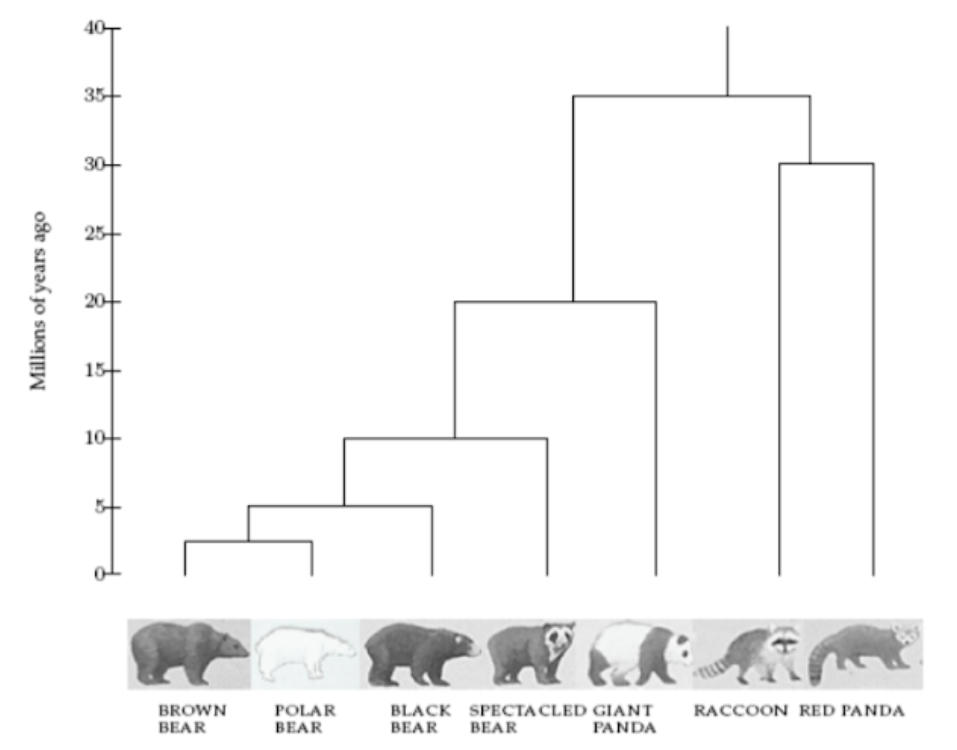 40
35
30
25
20
15
10
5
0
Millions of years ago
BROWN BEAR
POLAR BEAR
BLACK BEAR
SPECTACLED BEAR
GIANT PANDA
RACCOON
RED PANDA